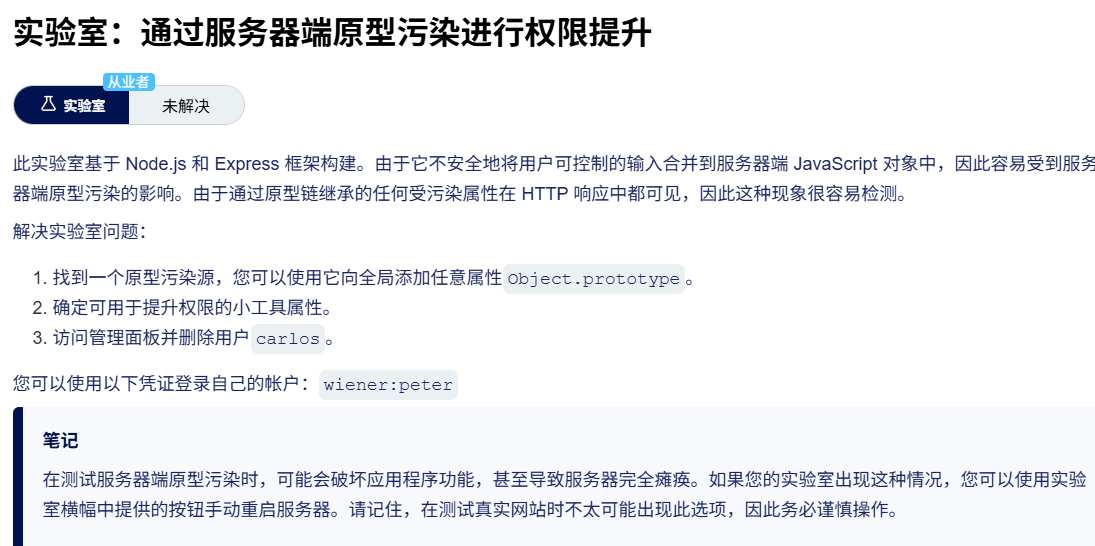 实验室：通过服务器端原型污染进行权限提升
从业者
实验室 未解决
此实验室基于 Node.js 和 Express 框架构建。由于它不安全地将用户可控制的输入合并到服务器端 JavaScript 对象中，因此容易受到服务
器端原型污染的影响。由于通过原型链继承的任何受污染属性在 HTTP 响应中都可见，因此这种现象很容易检测。
解决实验室问题：
1. 找到一个原型污染源，您可以使用它向全局添加任意属性 Object.prototype 。
2. 确定可用于提升权限的小工具属性。
3. 访问管理面板并删除用户 carlos 。
您可以使用以下凭证登录自己的帐户： wiener:peter
笔记
在测试服务器端原型污染时，可能会破坏应用程序功能，甚至导致服务器完全瘫痪。如果您的实验室出现这种情况，您可以使用实验
室横幅中提供的按钮手动重启服务器。请记住，在测试真实网站时不太可能出现此选项，因此务必谨慎操作。